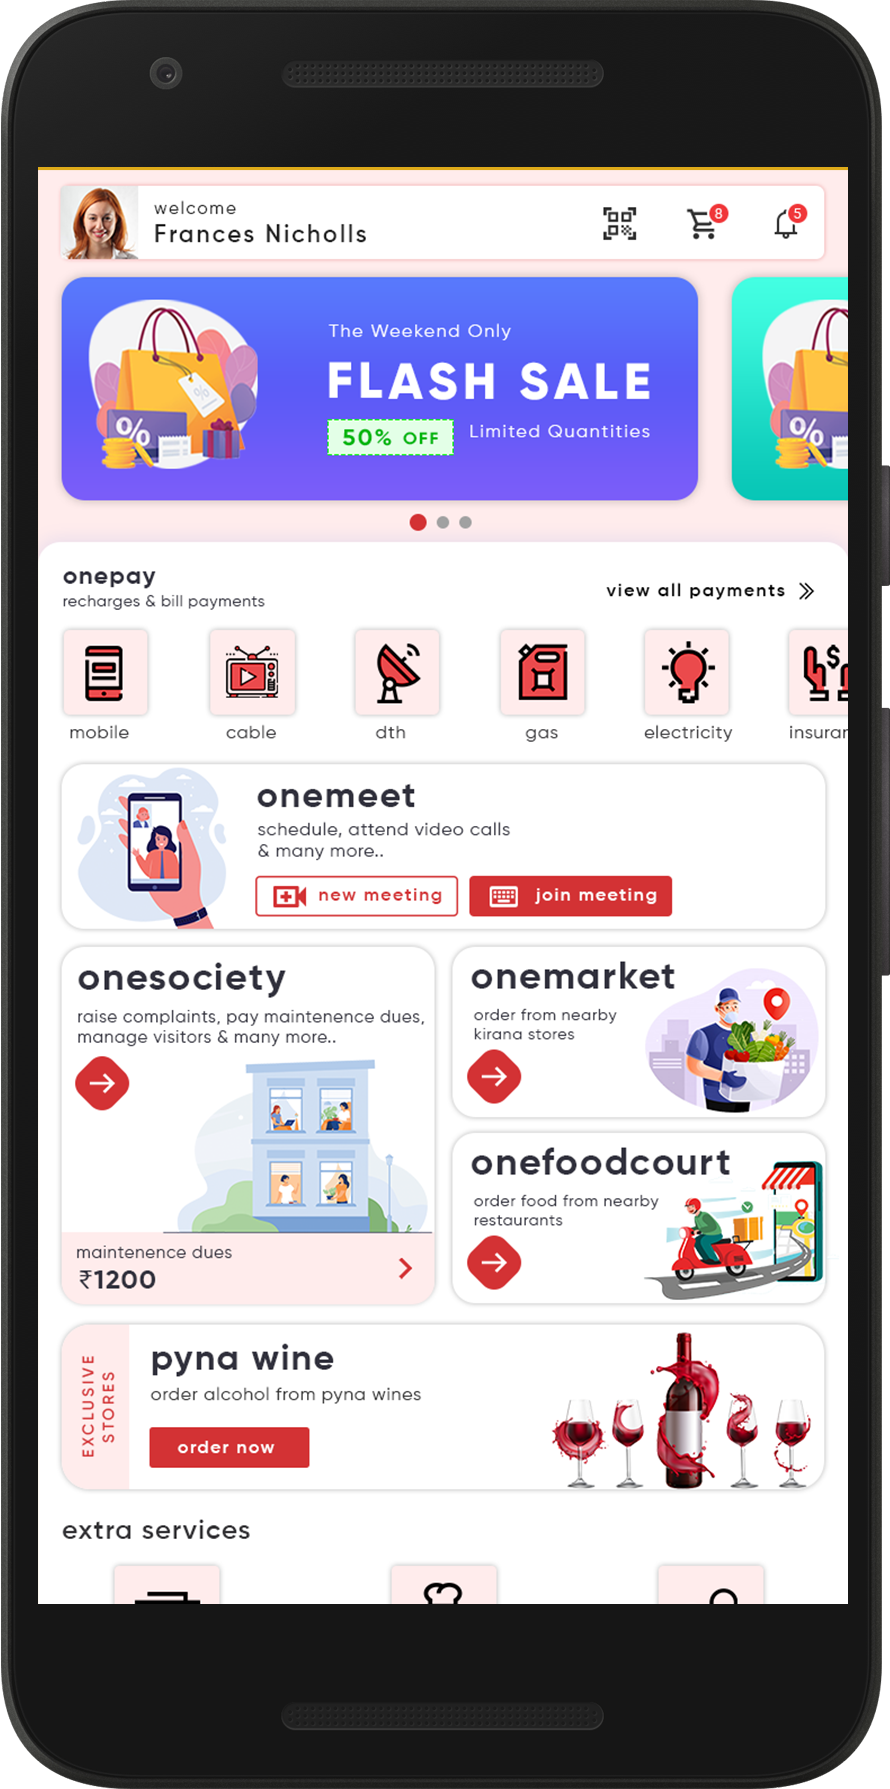 welcome
Frances Nicholls
8
5
The Weekend Only
FLASH SALE
50% OFF Limited Quantities
%
%
%
onepay
recharges & bill payments
view all payments
mobile
cable
dth
gas
electricity
insuran
onemeet
schedule, attend video calls
& many more..
new meeting
join meeting
onesociety
raise complaints, pay maintenence dues,
manage visitors & many more..
maintenence dues
₹1200
onemarket
order from nearby
kirana stores
onefoodcourt
order food from nearby
restaurants
EXCLUSIVE
STORES
pyna wine
order alcohol from pyna wines
order now
extra services